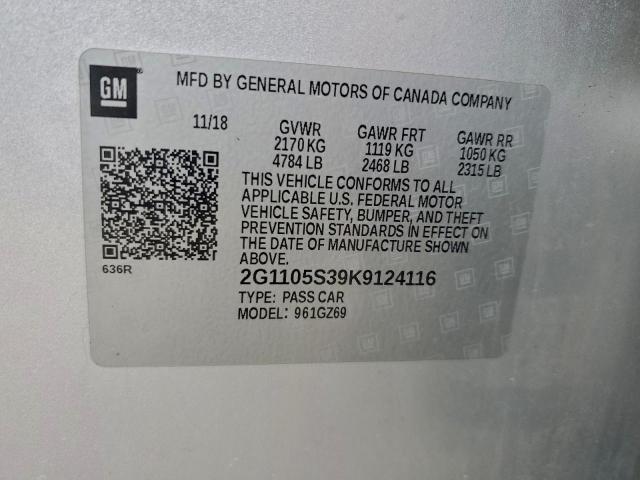 GM
MFD BY GENERAL MOTORS OF CANADA COMPANY
11/18 GVWR GAWR FRT GAWR RR
2170 KG 1119 KG 1050 KG
4784 LB 2468 LB 2315 LB
THIS VEHICLE CONFORMS TO ALL
APPLICABLE U.S. FEDERAL MOTOR
VEHICLE SAFETY, BUMPER, AND THEFT
PREVENTION STANDARDS IN EFFECT ON
THE DATE OF MANUFACTURE SHOWN
ABOVE.
636R
2G1105S39K9124116
TYPE: PASS CAR
MODEL: 961GZ69